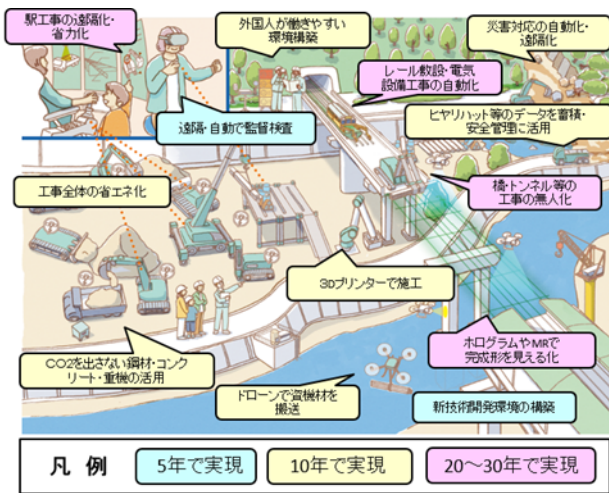 駅工事の遠隔化・
省力化
外国人が働きやすい
環境構築
災害対応の自動化・
遠隔化
レール敷設・電気
設備工事の自動化
遠隔・自動で監督検査
ヒヤリハット等のデータを蓄積・
安全管理に活用
工事全体の省エネ化
橋・トンネル等の
工事の無人化
3Dプリンターで施工
ホログラムやMRで
完成形を見える化
CO2を出さない鋼材・コンク
リート・重機の活用
ドローンで資機材を
搬送
新技術開発環境の構築
凡 例
5年で実現
10年で実現
20～30年で実現